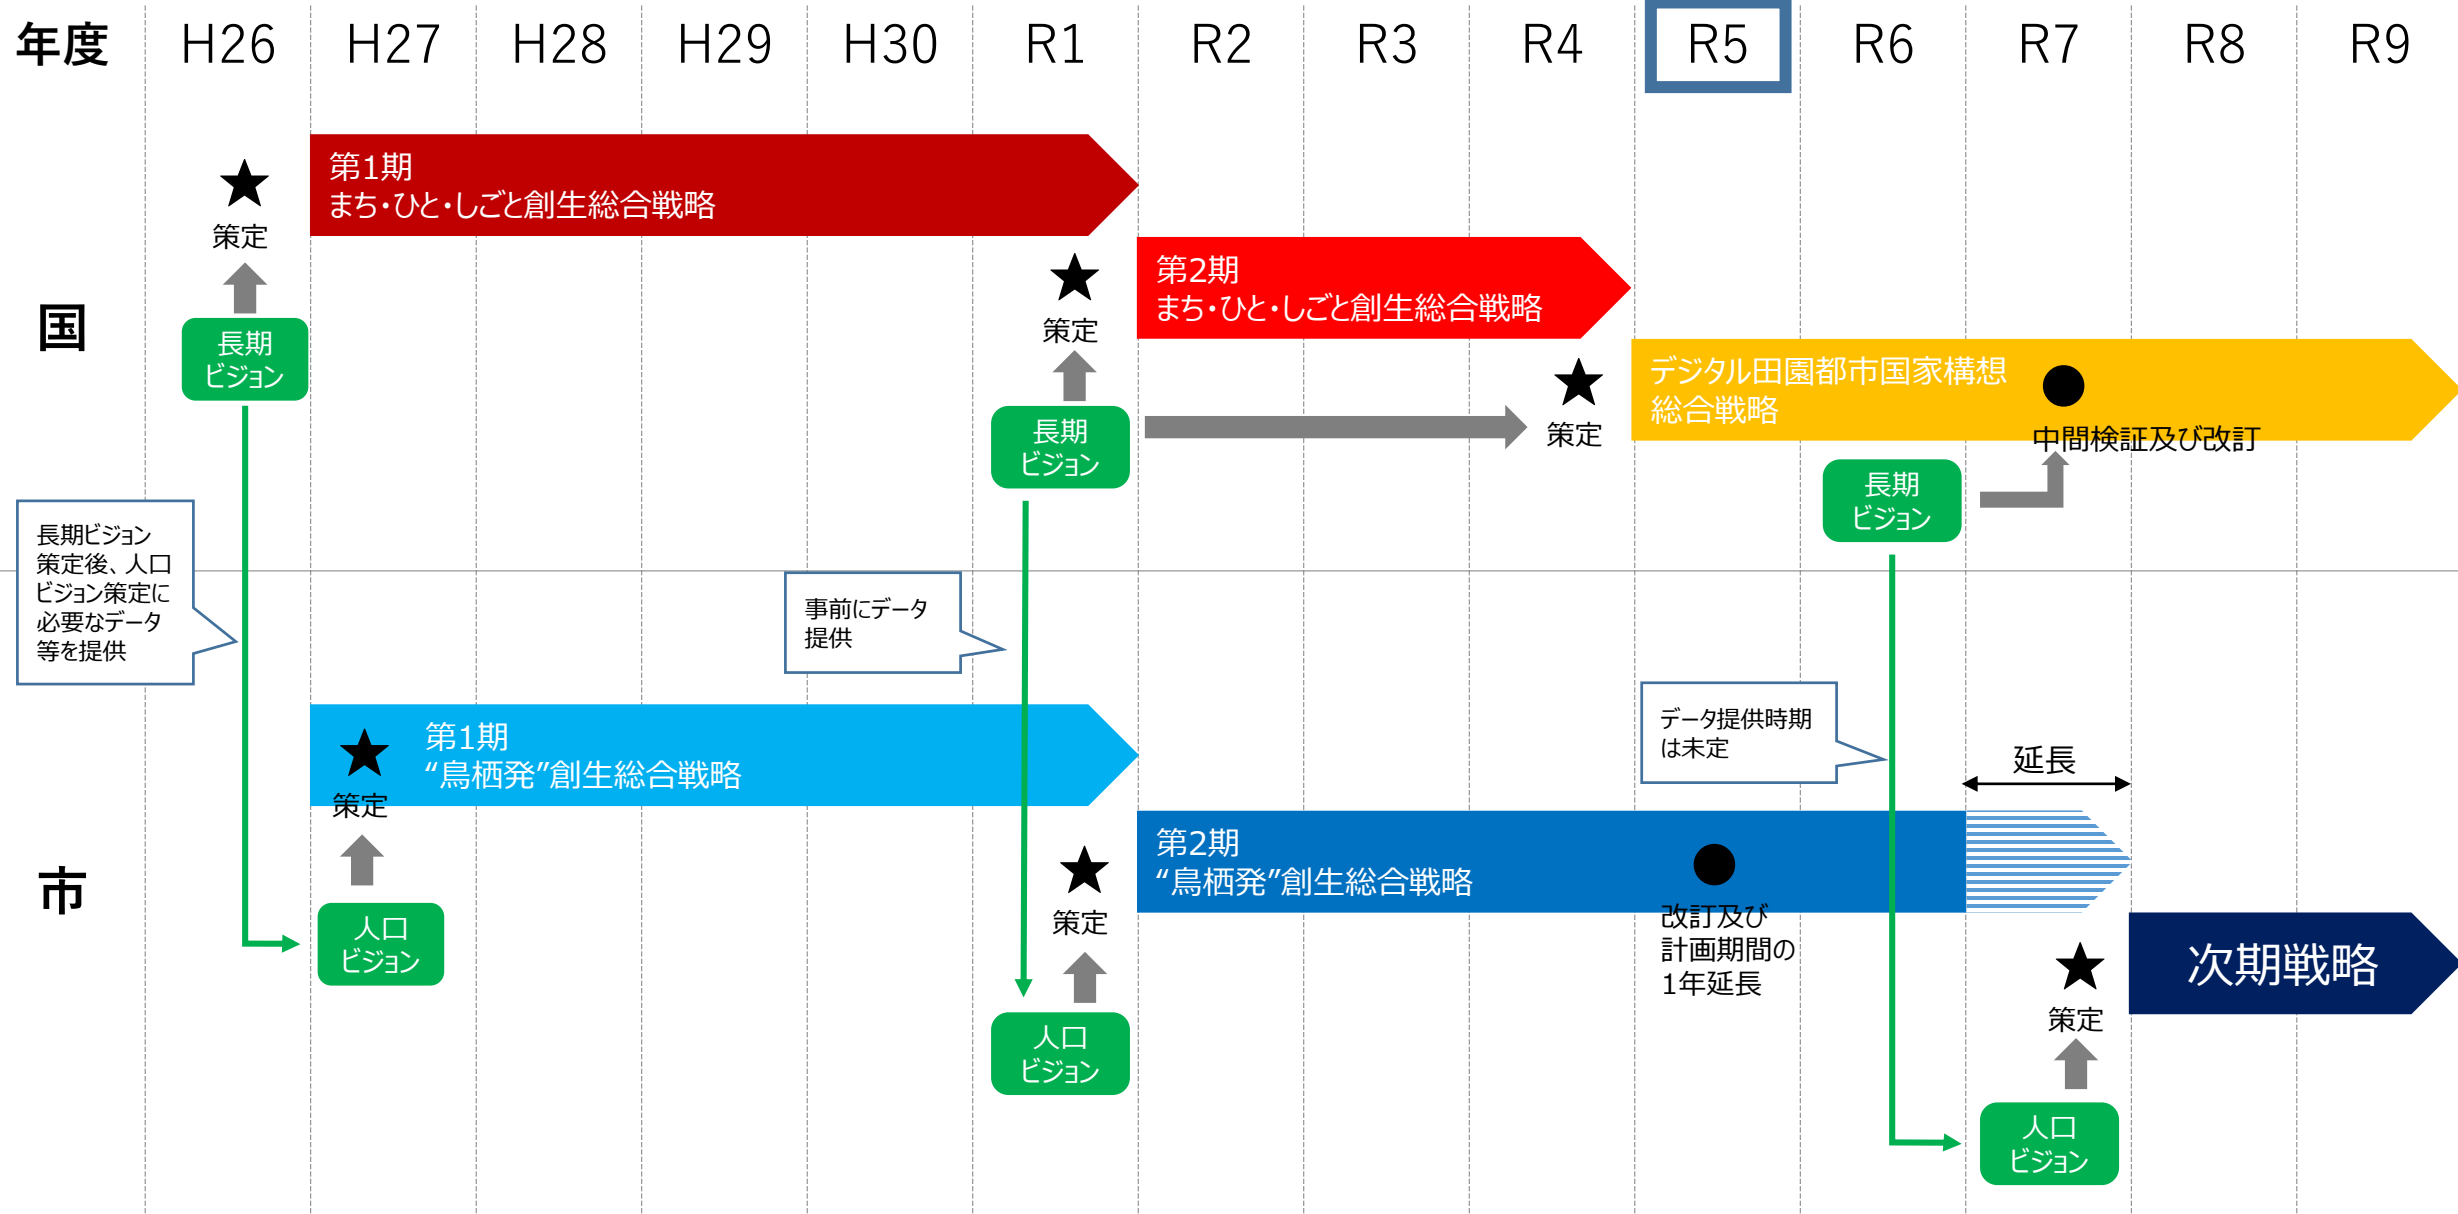 年度 H26 H27 H28 H29 H30 R1 R2 R3 R4 R5 R6 R7 R8 R9
国
第1期
まち・ひと・しごと創生総合戦略
策定
長期
ビジョン
第2期
まち・ひと・しごと創生総合戦略
策定
長期
ビジョン
デジタル田園都市国家構想
総合戦略
策定
中間検証及び改訂
長期
ビジョン
長期ビジョン
策定後、人口
ビジョン策定に
必要なデータ
等を提供
事前にデータ
提供
データ提供時期
は未定
市
第1期
“鳥栖発”創生総合戦略
策定
人口
ビジョン
延長
第2期
“鳥栖発”創生総合戦略
策定
人口
ビジョン
改訂及び
計画期間の
1年延長
次期戦略
策定
人口
ビジョン